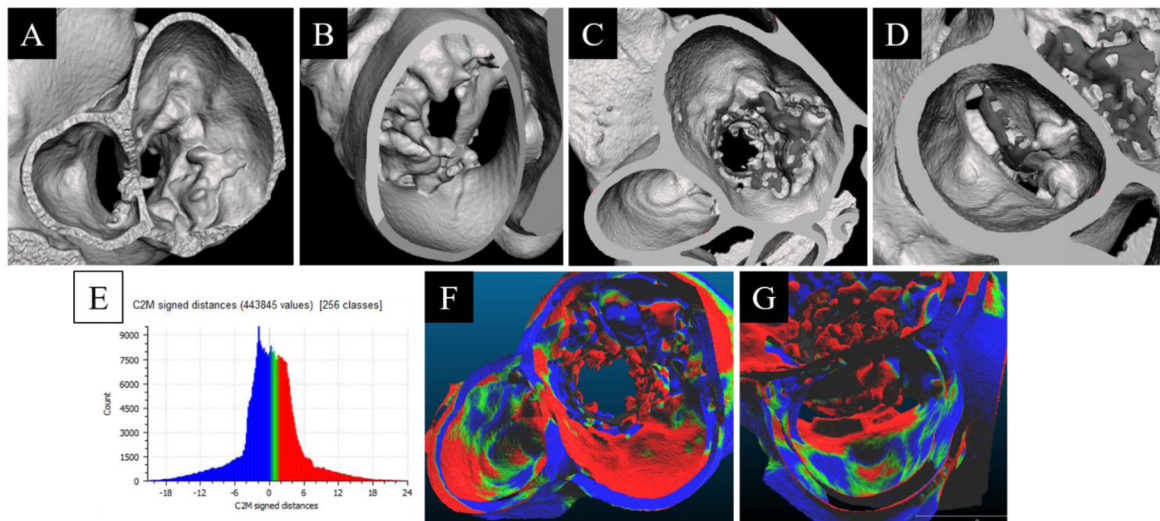 A
B
C
D
E
C2M signed distances (443845 values) [256 classes]
9000
7500
6000
4500
3000
1500
0
Count
-18 -12 -6 0 6 12 18 24
C2M signed distances
F
G